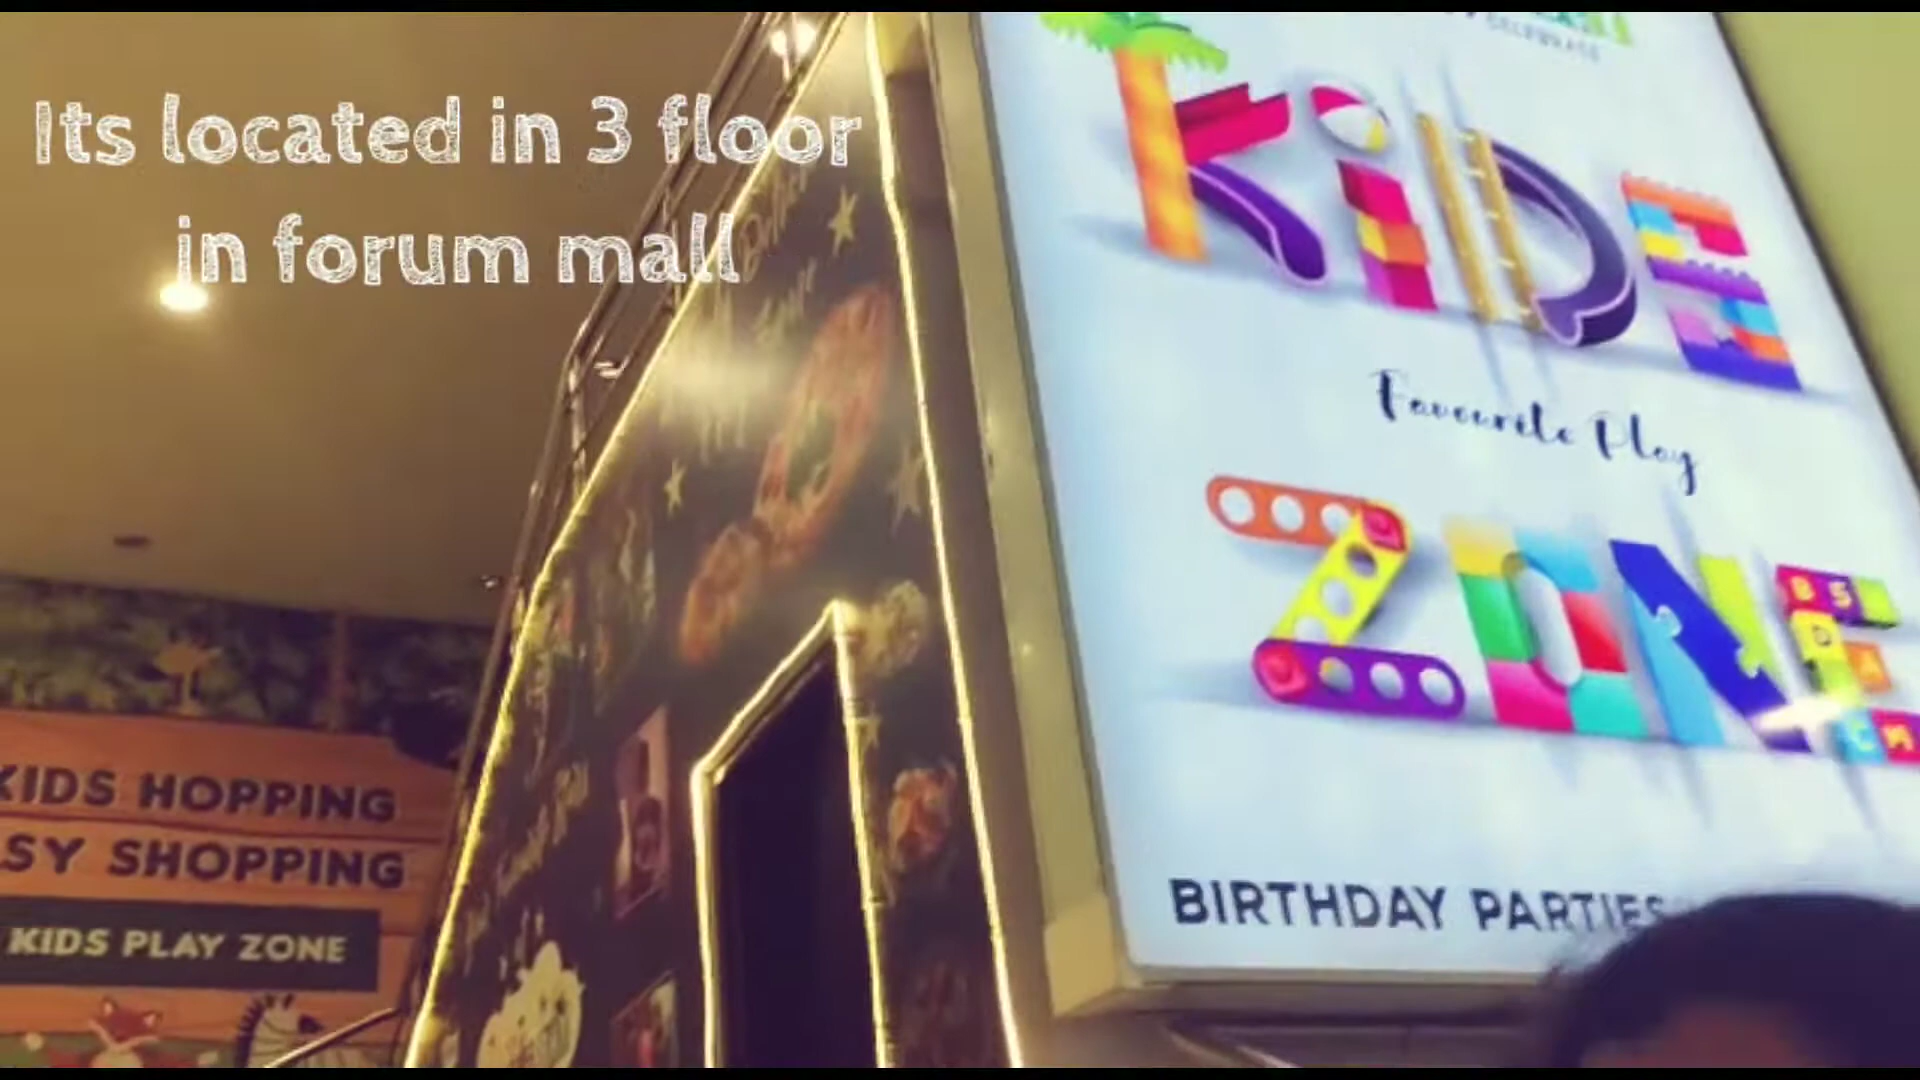 Its located in 3 floor
in forum mall
KIDS
Favourite Play
ZONE
BIRTHDAY PARTIES
KIDS HOPPING
SY SHOPPING
KIDS PLAY ZONE